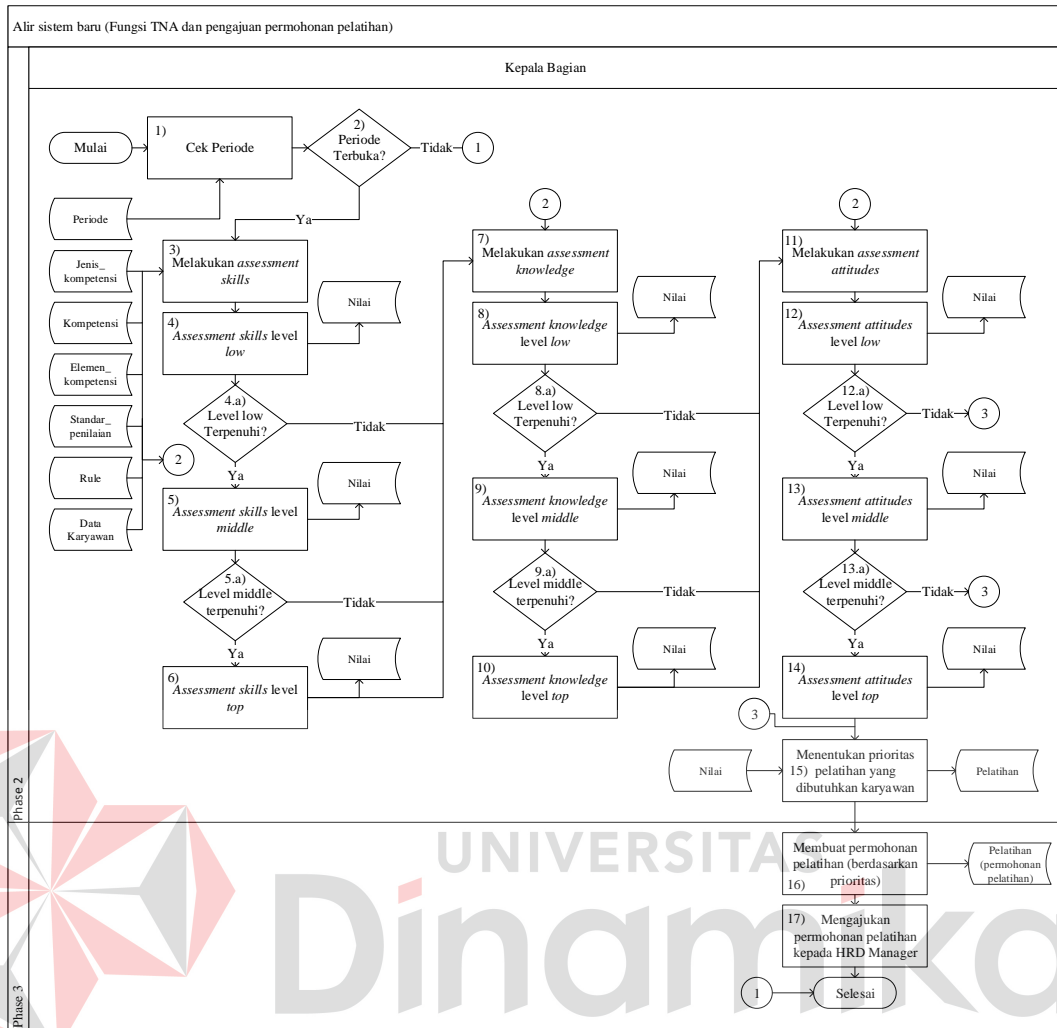 Alir sistem baru (Fungsi TNA dan pengajuan permohonan pelatihan)
Kepala Bagian
Mulai
1)
Cek Periode
2)
Periode
Terbuka?
Tidak
1
Periode
Ya
Jenis_
kompetensi
Kompetensi
Elemen_
kompetensi
Standar_
penilaian
Rule
Data
Karyawan
2
3)
Melakukan assessment
skills
4)
Assessment skills level
low
Nilai
4.a)
Level low
Terpenuhi?
Tidak
Ya
5)
Assessment skills level
middle
Nilai
5.a)
Level middle
terpenuhi?
Tidak
Ya
6)
Assessment skills level
top
Nilai
2
7)
Melakukan assessment
knowledge
8)
Assessment knowledge
level low
Nilai
8.a)
Level low
Terpenuhi?
Tidak
Ya
9)
Assessment knowledge
level middle
Nilai
9.a)
Level middle
terpenuhi?
Tidak
Ya
10)
Assessment knowledge
level top
Nilai
2
11)
Melakukan assessment
attitudes
12)
Assessment attitudes
level low
Nilai
12.a)
Level low
Terpenuhi?
Tidak
3
Ya
13)
Assessment attitudes
level middle
Nilai
13.a)
Level middle
terpenuhi?
Tidak
3
Ya
14)
Assessment attitudes
level top
Nilai
3
Nilai
Menentukan prioritas
15) pelatihan yang
dibutuhkan karyawan
Pelatihan
Phase 2
Membuat permohonan
pelatihan (berdasarkan
prioritas)
16)
Pelatihan
(permohonan
pelatihan)
17) Mengajukan
permohonan pelatihan
kepada HRD Manager
1
Selesai
Phase 3
UNIVERSITAS
Dinamika